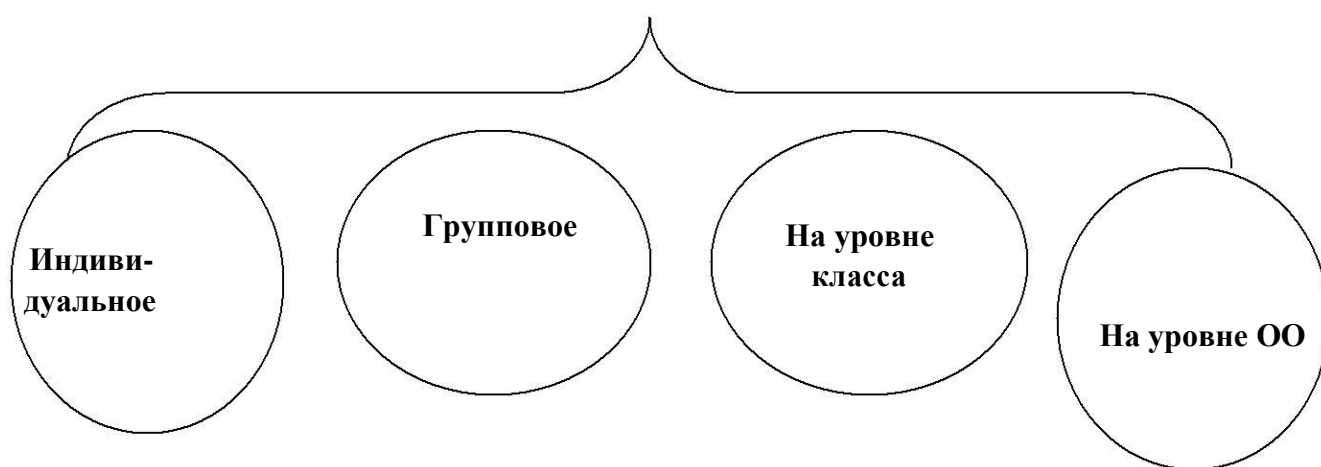 Индиви-
дуальное
Групповое
На уровне
класса
На уровне ОО